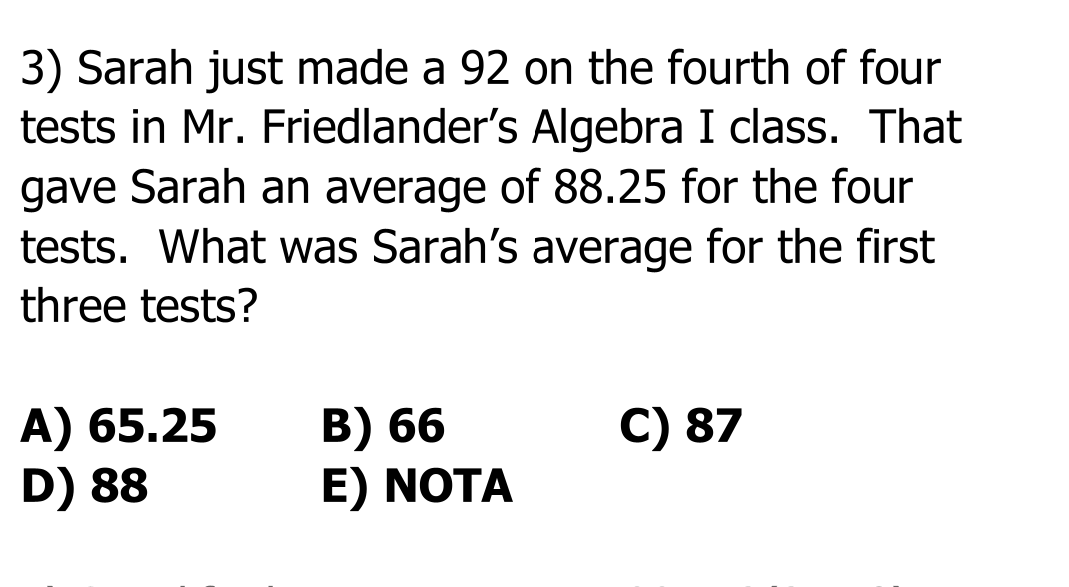 3) Sarah just made a 92 on the fourth of four
tests in Mr. Friedlander’s Algebra I class.  That
gave Sarah an average of 88.25 for the four
tests.  What was Sarah’s average for the first
three tests?
A) 65.25 B) 66 C) 87
D) 88 E) NOTA